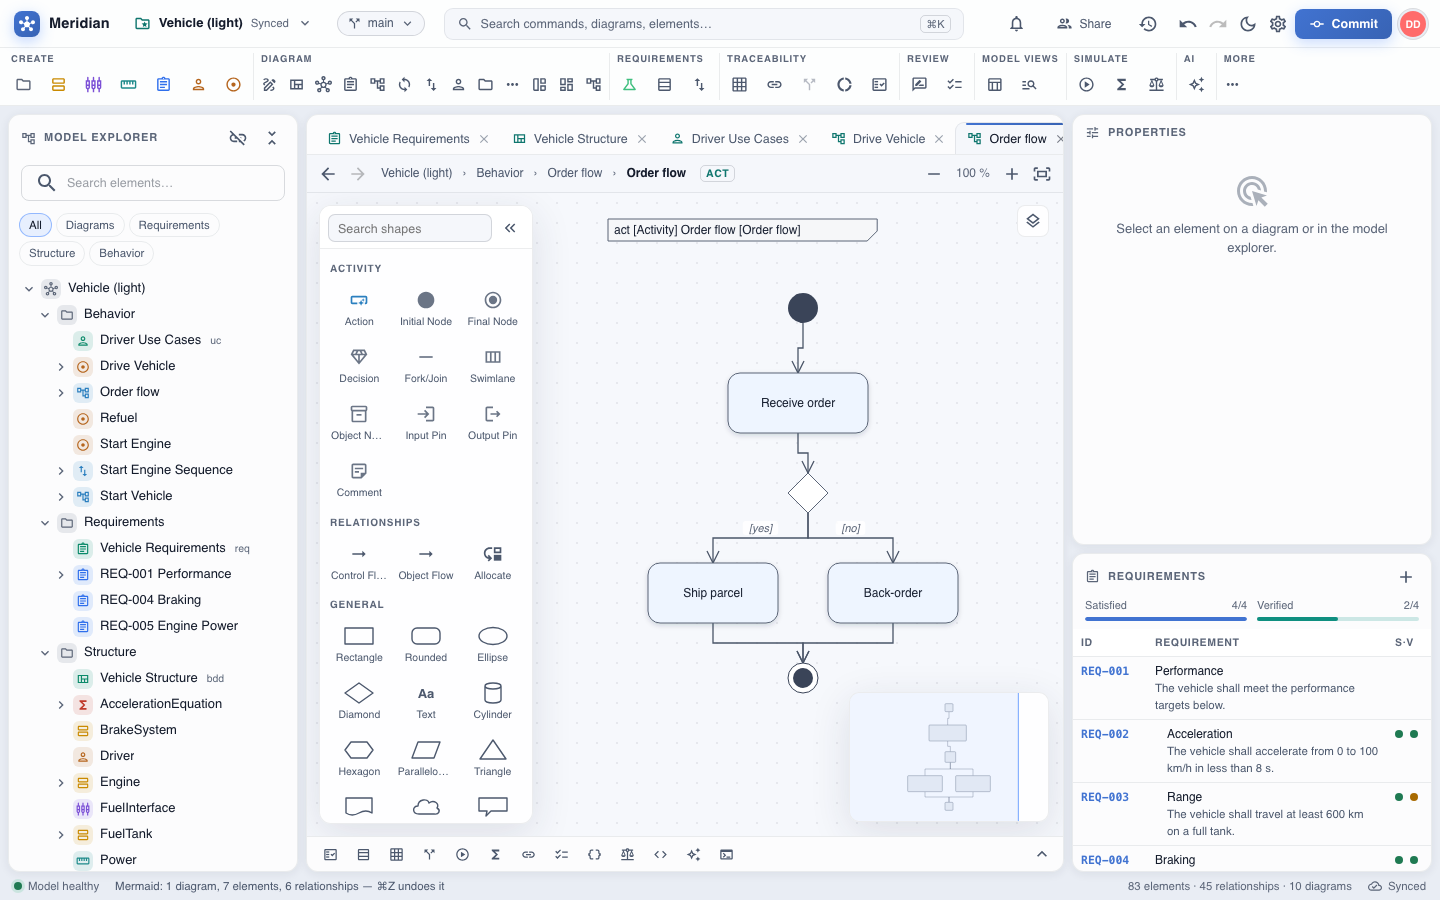 Meridian
Vehicle (light) Synced
main
Search commands, diagrams, elements…
⌘K
Share
Commit
DD
CREATE
DIAGRAM
REQUIREMENTS
TRACEABILITY
REVIEW
MODEL VIEWS
SIMULATE
AI
MORE
MODEL EXPLORER
Search elements…
All
Diagrams
Requirements
Structure
Behavior
Vehicle (light)
Behavior
Driver Use Cases uc
Drive Vehicle
Order flow
Refuel
Start Engine
Start Engine Sequence
Start Vehicle
Requirements
Vehicle Requirements req
REQ-001 Performance
REQ-004 Braking
REQ-005 Engine Power
Structure
Vehicle Structure bdd
AccelerationEquation
BrakeSystem
Driver
Engine
FuelInterface
FuelTank
Power
Vehicle Requirements
Vehicle Structure
Driver Use Cases
Drive Vehicle
Order flow
Vehicle (light) › Behavior › Order flow › Order flow ACT
100 %
Search shapes
ACTIVITY
Action
Initial Node
Final Node
Decision
Fork/Join
Swimlane
Object N…
Input Pin
Output Pin
Comment
RELATIONSHIPS
Control Fl…
Object Flow
Allocate
GENERAL
Rectangle
Rounded
Ellipse
Diamond
Aa
Text
Cylinder
Hexagon
Parallelo…
Triangle
act [Activity] Order flow [Order flow]
Receive order
[yes]
[no]
Ship parcel
Back-order
PROPERTIES
Select an element on a diagram or in the model
explorer.
REQUIREMENTS
Satisfied 4/4
Verified 2/4
ID REQUIREMENT S·V
REQ-001 Performance
The vehicle shall meet the performance
targets below.
REQ-002 Acceleration
The vehicle shall accelerate from 0 to 100
km/h in less than 8 s.
REQ-003 Range
The vehicle shall travel at least 600 km
on a full tank.
REQ-004 Braking
Model healthy
Mermaid: 1 diagram, 7 elements, 6 relationships — ⌘Z undoes it
83 elements · 45 relationships · 10 diagrams
Synced